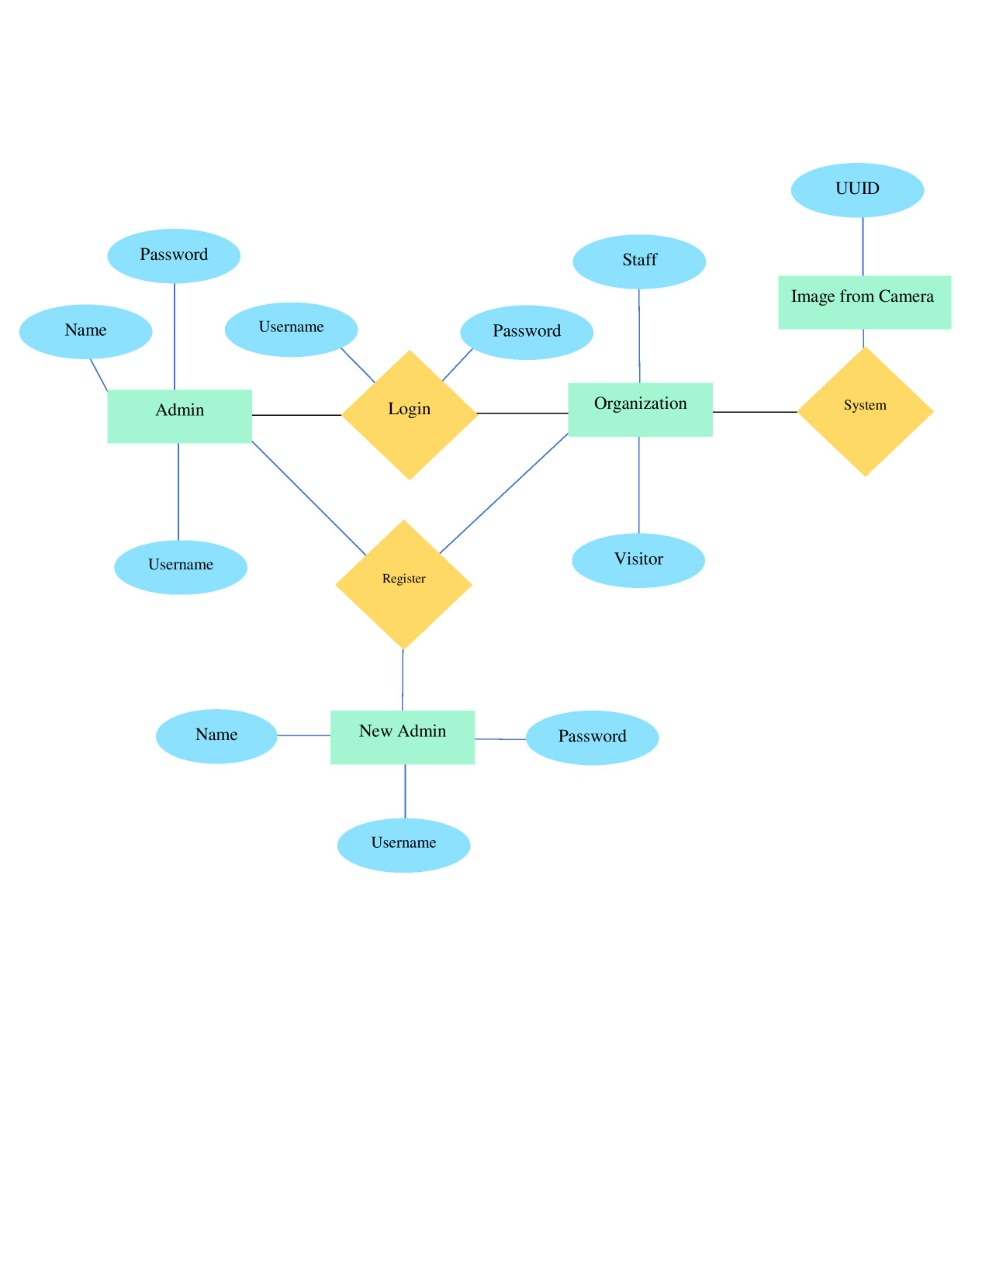 UUID
Password
Staff
Image from Camera
Name
Username
Password
Admin
Login
Organization
System
Username
Register
Visitor
Name
New Admin
Password
Username